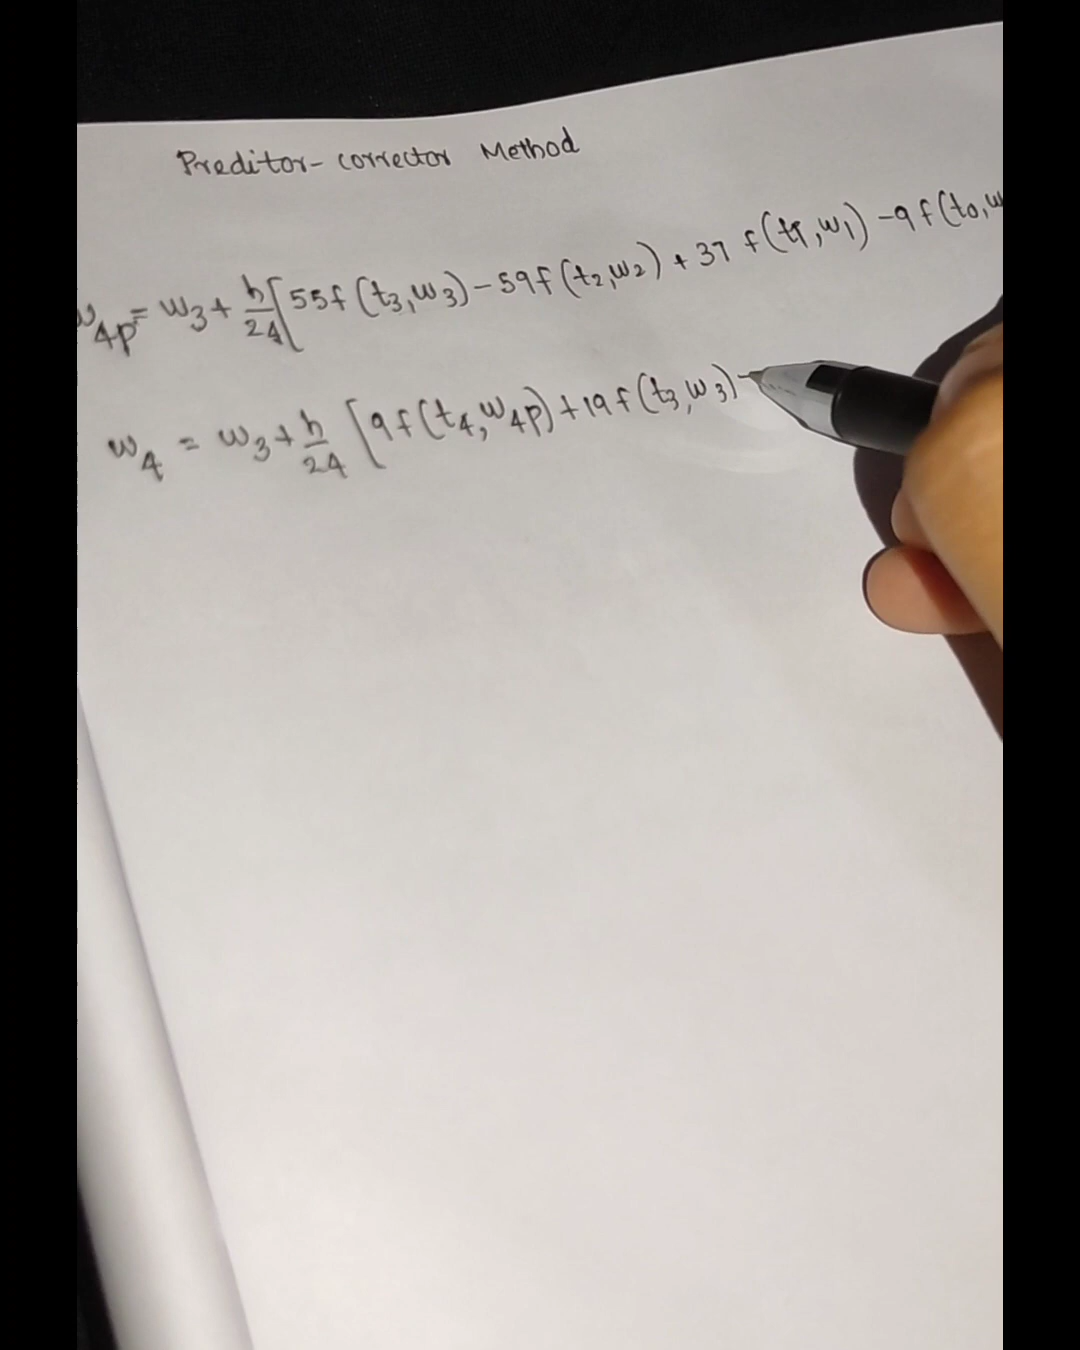 Preditor- corrector Method
w4p = w3 + h/24 [55f (t3, w3) - 59f (t2, w2) + 37 f (t1, w1) - 9 f (t0, w
w4 = w3 + h/24 [9 f (t4, w4p) + 19 f (t3, w3) -